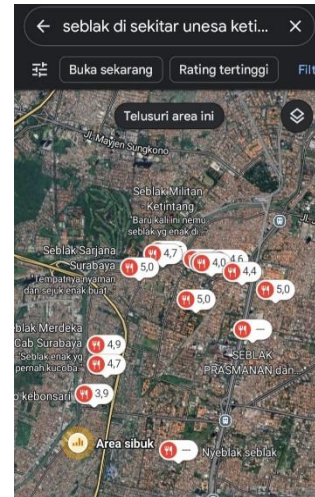 seblak di sekitar unesa keti...
Buka sekarang
Rating tertinggi
Filt
Telusuri area ini
Jl. Mayjen Sungkono
Seblak Militan
Ketintang
"Baru kali ini nemu
seblak yg enak di...
4,7
4,0
4,6
4,4
Seblak Sarjana
Surabaya
"Tempatnya nyaman
dan sejuk enak buat...
5,0
5,0
5,0
—
SEBLAK
PRASMANAN dan...
blak Merdeka
Cab Surabaya
"Seblak enak yg
pernah kucoba
4,9
4,7
o kebonsari
3,9
Area sibuk
—
Nyeblak seblak